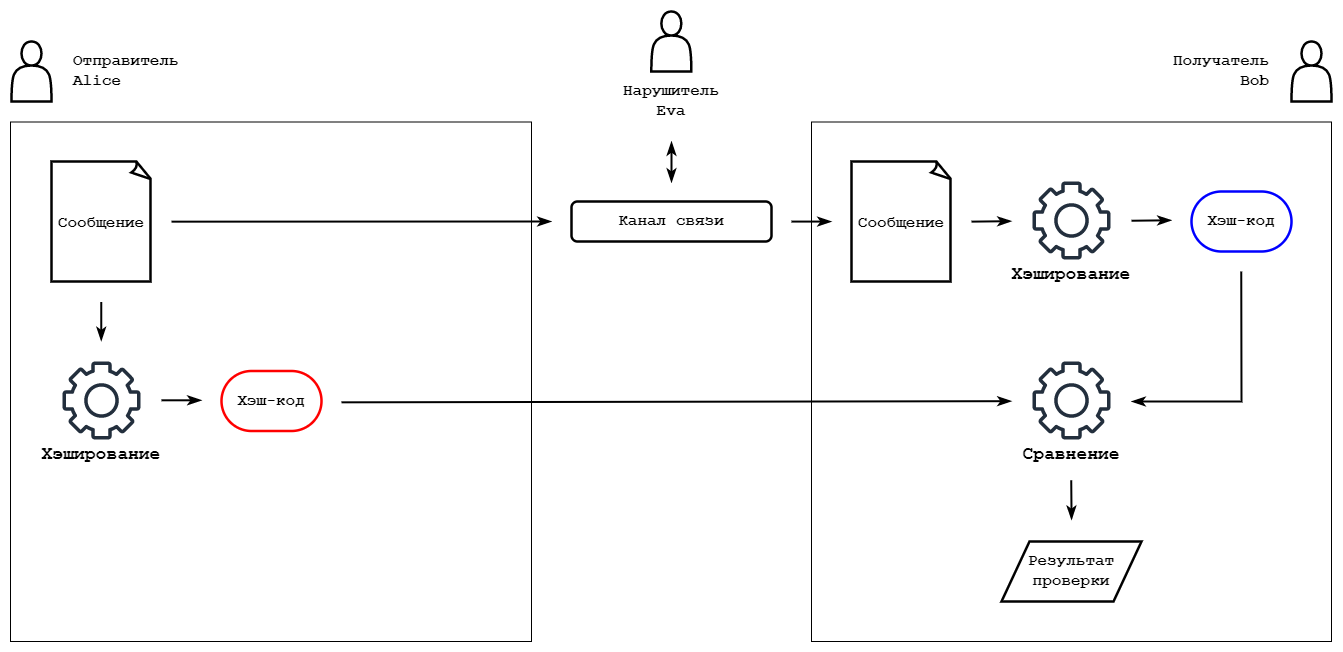 Отправитель
Alice
Нарушитель
Eva
Получатель
Bob
Сообщение
Канал связи
Сообщение
Хэширование
Хэш-код
Хэширование
Хэш-код
Сравнение
Результат
проверки